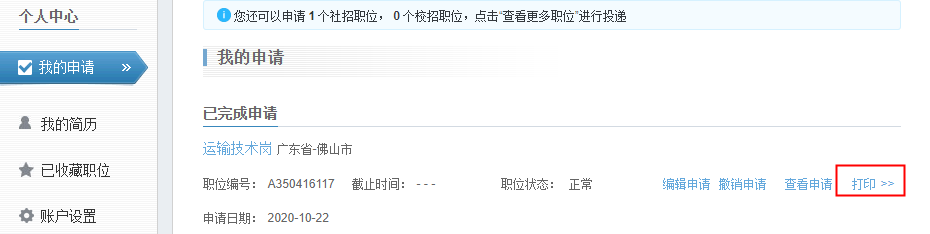 个人中心
我的申请 »
我的简历
已收藏职位
账户设置
您还可以申请 1 个社招职位， 0 个校招职位，点击“查看更多职位”进行投递
我的申请
已完成申请
运输技术岗 广东省-佛山市
职位编号： A350416117 截止时间： - - - 职位状态： 正常 编辑申请 撤销申请 查看申请 打印 >>
申请日期： 2020-10-22